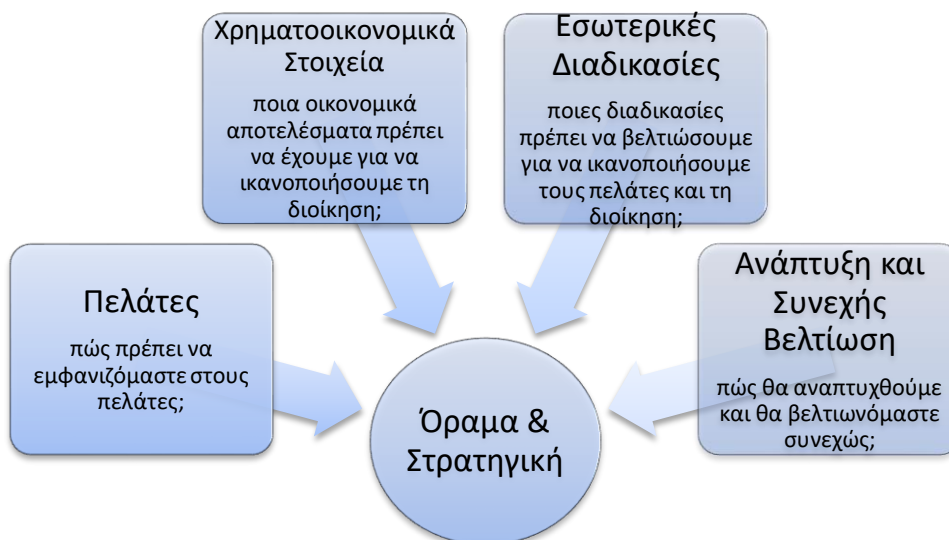 Χρηματοοικονομικά
Στοιχεία
ποια οικονομικά
αποτελέσματα πρέπει
να έχουμε για να
ικανοποιήσουμε τη
διοίκηση;
Εσωτερικές
Διαδικασίες
ποιες διαδικασίες
πρέπει να βελτιώσουμε
για να ικανοποιήσουμε
τους πελάτες και τη
διοίκηση;
Πελάτες
πώς πρέπει να
εμφανιζόμαστε στους
πελάτες;
Ανάπτυξη και
Συνεχής
Βελτίωση
πώς θα αναπτυχθούμε
και θα βελτιωνόμαστε
συνεχώς;
Όραμα &
Στρατηγική